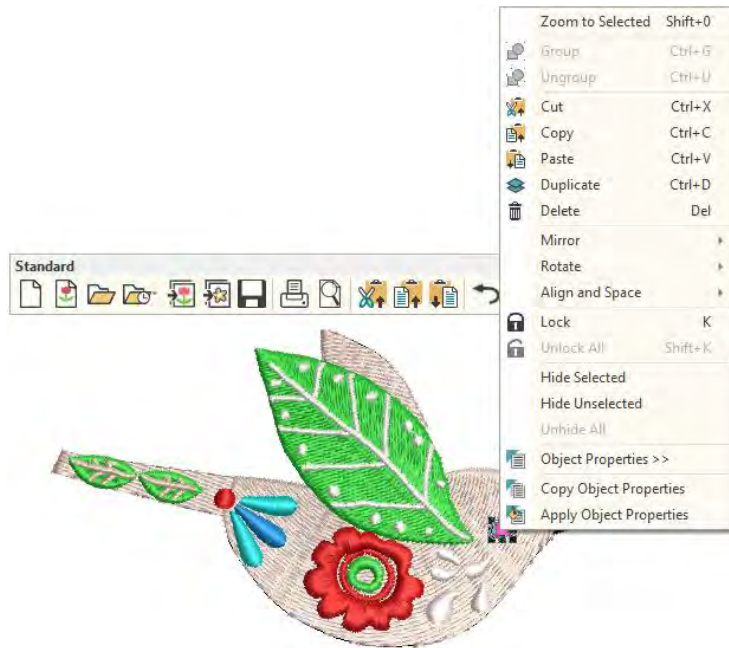 Zoom to Selected Shift+0
Group Ctrl+G
Ungroup Ctrl+U
Cut Ctrl+X
Copy Ctrl+C
Paste Ctrl+V
Duplicate Ctrl+D
Delete Del
Mirror
Rotate
Align and Space
Standard
Lock K
Unlock All Shift+K
Hide Selected
Hide Unselected
Unhide All
Object Properties >>
Copy Object Properties
Apply Object Properties